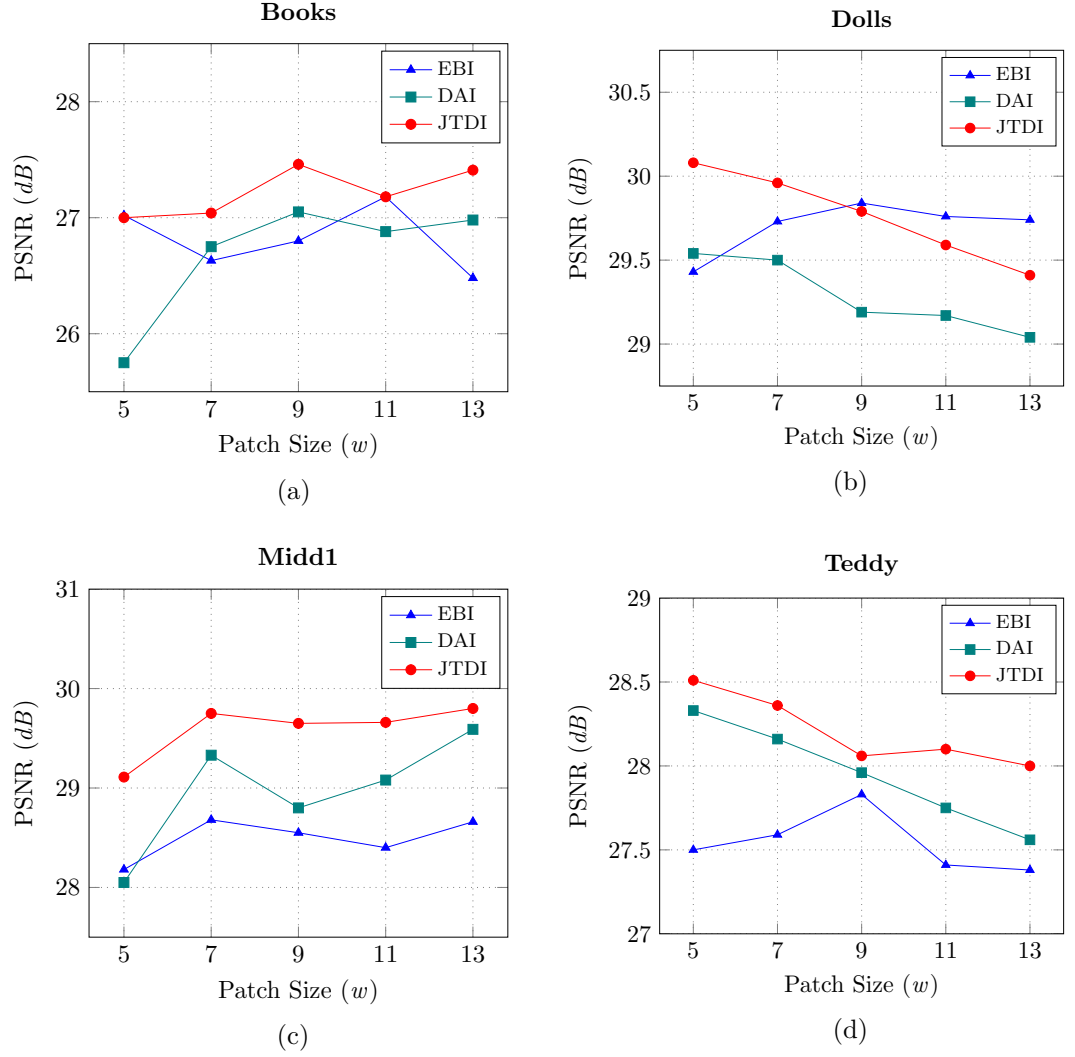 Books
28
27
26
PSNR (dB)
EBI
DAI
JTDI
5 7 9 11 13
Patch Size (w)
(a)
Dolls
30.5
30
29.5
29
PSNR (dB)
EBI
DAI
JTDI
5 7 9 11 13
Patch Size (w)
(b)
Midd1
31
30
29
28
PSNR (dB)
EBI
DAI
JTDI
5 7 9 11 13
Patch Size (w)
(c)
Teddy
29
28.5
28
27.5
27
PSNR (dB)
EBI
DAI
JTDI
5 7 9 11 13
Patch Size (w)
(d)